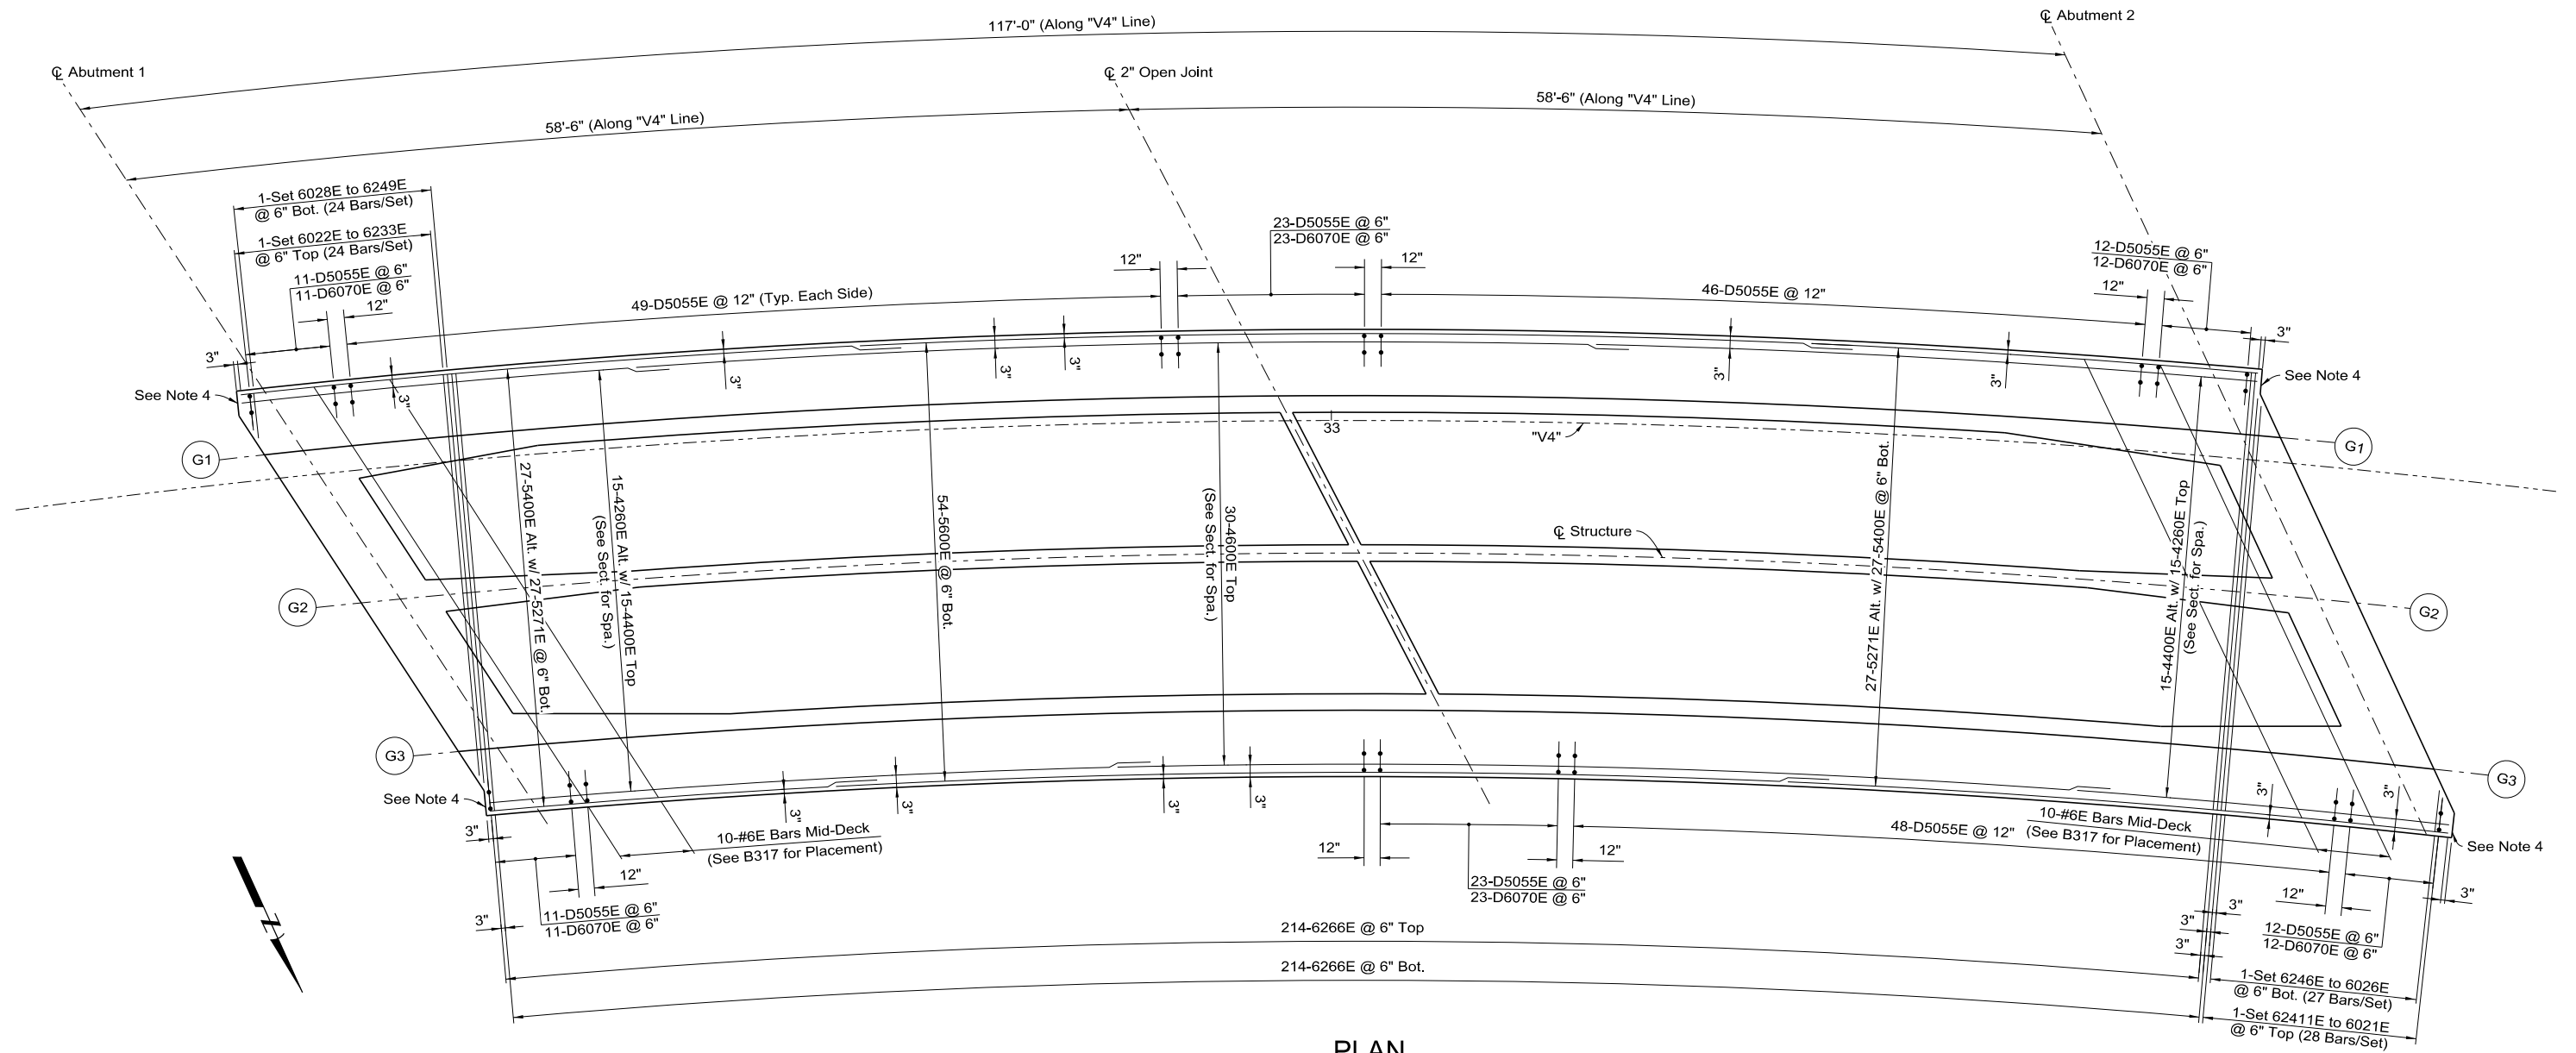 117'-0" (Along "V4" Line)
℄ Abutment 2
℄ Abutment 1
℄ 2" Open Joint
58'-6" (Along "V4" Line)
58'-6" (Along "V4" Line)
1-Set 6028E to 6249E
@ 6" Bot. (24 Bars/Set)
1-Set 6022E to 6233E
@ 6" Top (24 Bars/Set)
11-D5055E @ 6"
11-D6070E @ 6"
12"
49-D5055E @ 12" (Typ. Each Side)
12"
23-D5055E @ 6"
23-D6070E @ 6"
12"
46-D5055E @ 12"
12-D5055E @ 6"
12-D6070E @ 6"
12"
3"
3"
3"
3"
3"
3"
3"
3"
See Note 4
See Note 4
G1
33
"V4"
G1
27-5400E Alt. w/ 27-5271E @ 6" Bot.
15-4260E Alt. w/ 15-4400E Top
(See Sect. for Spa.)
54-5600E @ 6" Bot.
30-4600E Top
(See Sect. for Spa.)
27-5271E Alt. w/ 27-5400E @ 6" Bot.
15-4400E Alt. w/ 15-4260E Top
(See Sect. for Spa.)
℄ Structure
G2
G2
G3
G3
See Note 4
3"
3"
3"
3"
3"
3"
3"
10-#6E Bars Mid-Deck
(See B317 for Placement)
12"
12"
48-D5055E @ 12"
10-#6E Bars Mid-Deck
(See B317 for Placement)
See Note 4
12"
11-D5055E @ 6"
11-D6070E @ 6"
3"
23-D5055E @ 6"
23-D6070E @ 6"
12"
3"
12-D5055E @ 6"
12-D6070E @ 6"
3"
3"
3"
214-6266E @ 6" Top
214-6266E @ 6" Bot.
1-Set 6246E to 6026E
@ 6" Bot. (27 Bars/Set)
1-Set 62411E to 6021E
@ 6" Top (28 Bars/Set)
PLAN